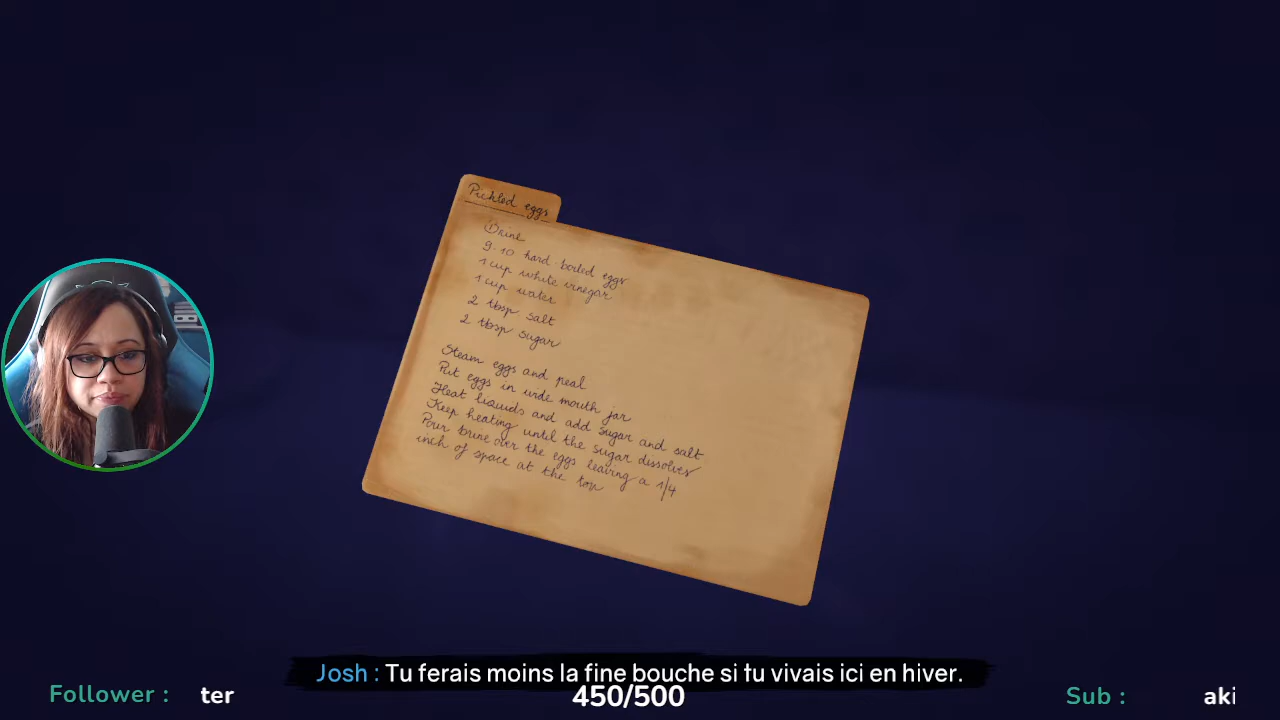 Pickled eggs
Brine
9-10 hard-boiled eggs
1 cup white vinegar
1 cup water
2 tbsp salt
2 tbsp sugar
Steam eggs and peal
Put eggs in wide mouth jar
Heat liquids and add sugar and salt
Keep heating until the sugar dissolves
Pour brine over the eggs leaving a 1/4
inch of space at the top
Josh : Tu ferais moins la fine bouche si tu vivais ici en hiver.
Follower : ter
450/500
Sub : aki